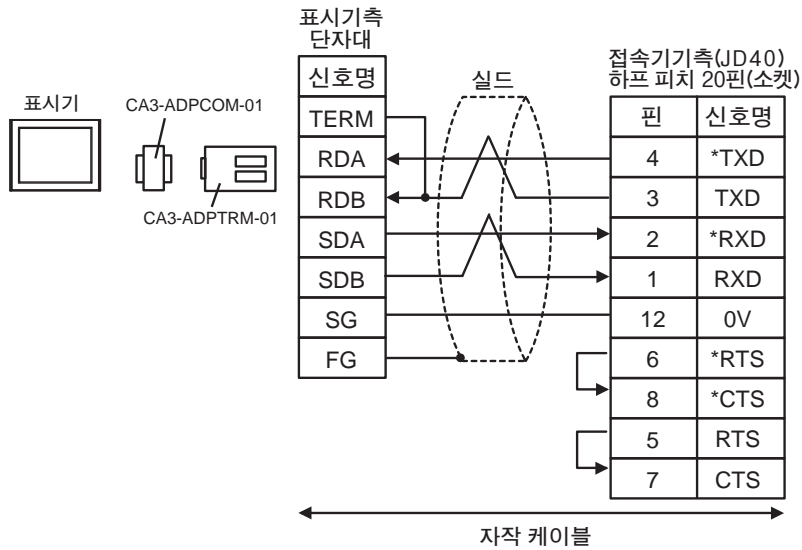 표시기
CA3-ADPCOM-01
CA3-ADPTRM-01
표시기측
단자대
신호명
TERM
RDA
RDB
SDA
SDB
SG
FG
실드
접속기기측(JD40)
하프 피치 20핀(소켓)
핀 신호명
4 *TXD
3 TXD
2 *RXD
1 RXD
12 0V
6 *RTS
8 *CTS
5 RTS
7 CTS
자작 케이블